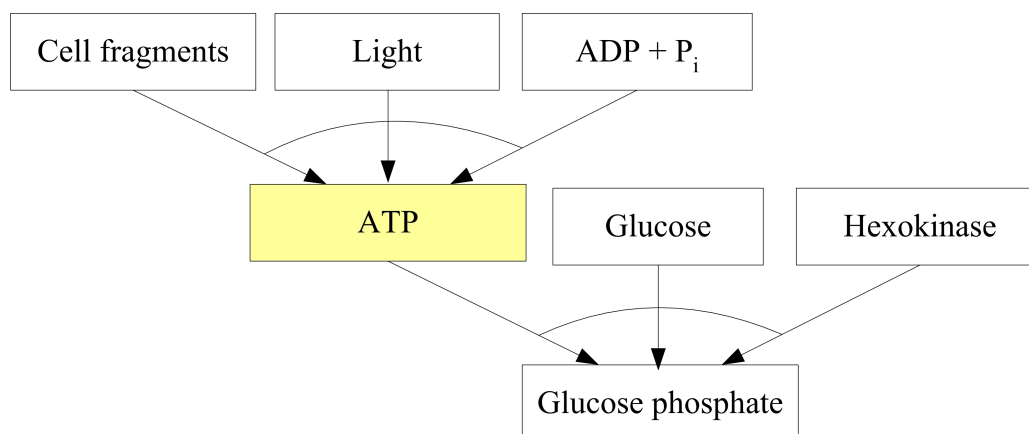 Cell fragments
Light
ADP + Pi
ATP
Glucose
Hexokinase
Glucose phosphate